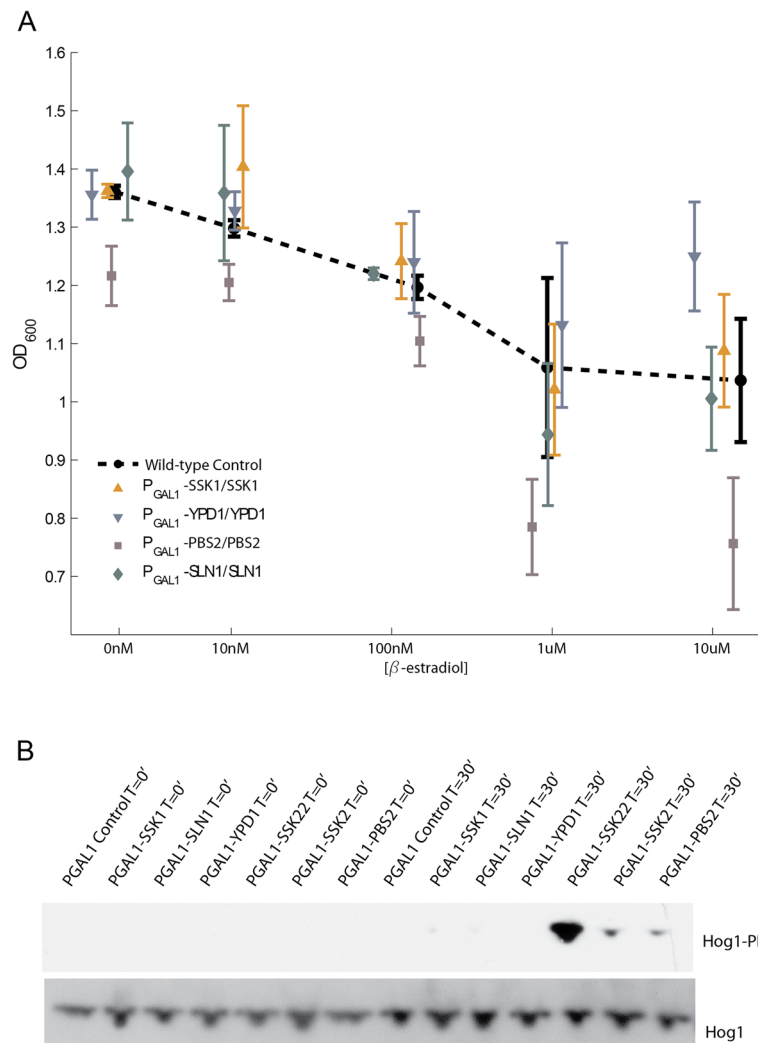 A
1.6
1.5
1.4
1.3
1.2
1.1
1
0.9
0.8
0.7
OD600
Wild-type Control
PGAL1-SSK1/SSK1
PGAL1-YPD1/YPD1
PGAL1-PBS2/PBS2
PGAL1-SLN1/SLN1
0nM
10nM
100nM
1uM
10uM
[β-estradiol]
B
PGAL1 Control T=0′
PGAL1-SSK1 T=0′
PGAL1-SLN1 T=0′
PGAL1-YPD1 T=0′
PGAL1-SSK22 T=0′
PGAL1-SSK2 T=0′
PGAL1-PBS2 T=0′
PGAL1 Control T=30′
PGAL1-SSK1 T=30′
PGAL1-SLN1 T=30′
PGAL1-YPD1 T=30′
PGAL1-SSK22 T=30′
PGAL1-SSK2 T=30′
PGAL1-PBS2 T=30′
Hog1-P
Hog1